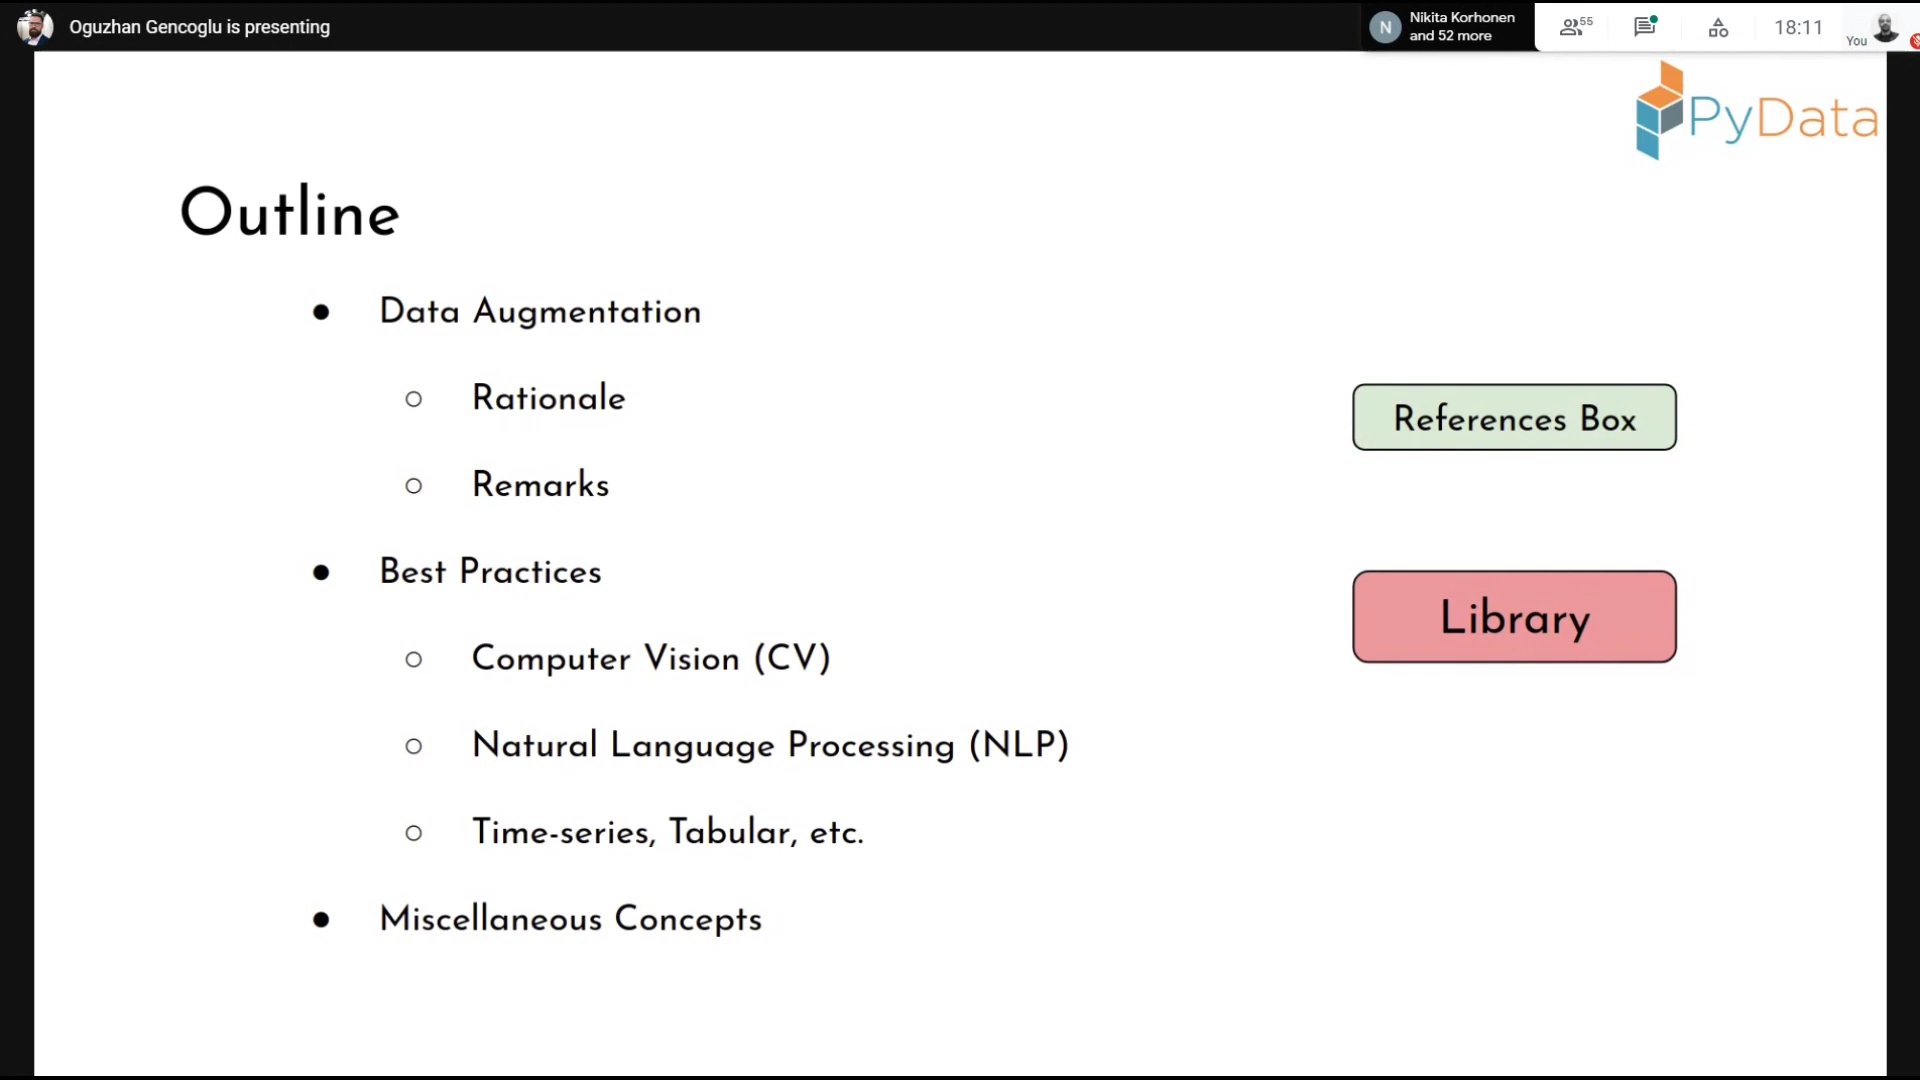 Oguzhan Gencoglu is presenting
N
Nikita Korhonen
and 52 more
55
18:11
You
PyData
Outline
● Data Augmentation
○ Rationale
○ Remarks
● Best Practices
○ Computer Vision (CV)
○ Natural Language Processing (NLP)
○ Time-series, Tabular, etc.
● Miscellaneous Concepts
References Box
Library